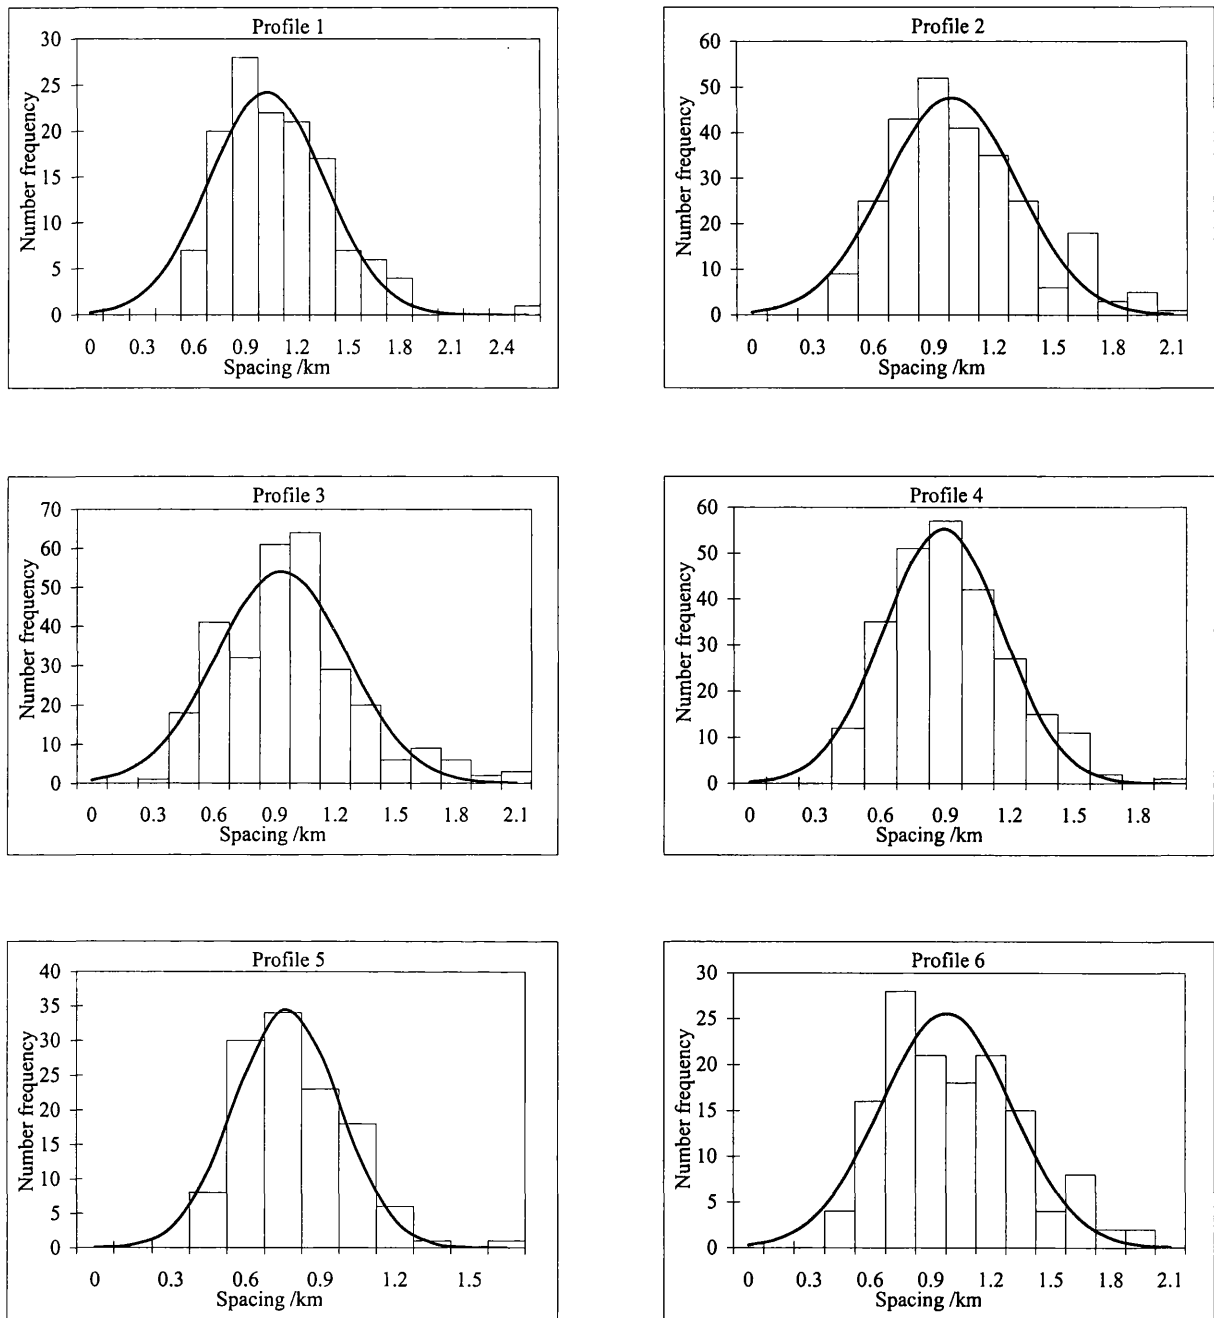 Profile 1
30
25
20
15
10
5
0
Number frequency
0 0.3 0.6 0.9 1.2 1.5 1.8 2.1 2.4
Spacing /km
Profile 2
60
50
40
30
20
10
0
Number frequency
0 0.3 0.6 0.9 1.2 1.5 1.8 2.1
Spacing /km
Profile 3
70
60
50
40
30
20
10
0
Number frequency
0 0.3 0.6 0.9 1.2 1.5 1.8 2.1
Spacing /km
Profile 4
60
50
40
30
20
10
0
Number frequency
0 0.3 0.6 0.9 1.2 1.5 1.8
Spacing /km
Profile 5
40
35
30
25
20
15
10
5
0
Number frequency
0 0.3 0.6 0.9 1.2 1.5
Spacing /km
Profile 6
30
25
20
15
10
5
0
Number frequency
0 0.3 0.6 0.9 1.2 1.5 1.8 2.1
Spacing /km